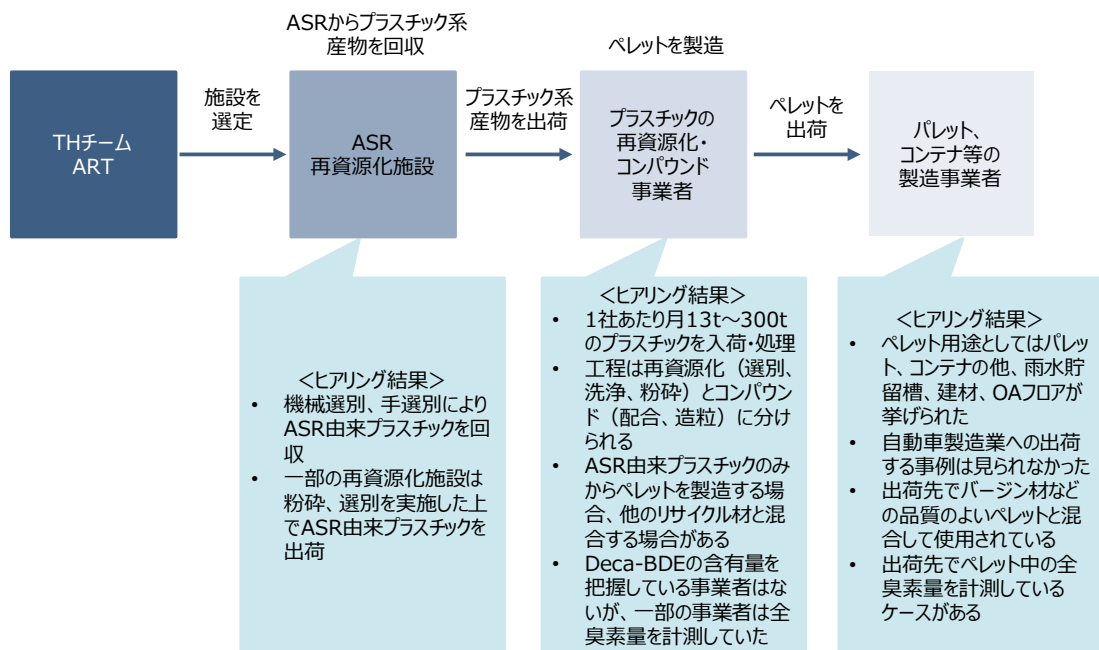 ASRからプラスチック系
産物を回収
ペレットを製造
THチーム
ART
施設を
選定
ASR
再資源化施設
プラスチック系
産物を出荷
プラスチックの
再資源化・
コンパウンド
事業者
ペレットを
出荷
パレット、
コンテナ等の
製造事業者
<ヒアリング結果>
• 機械選別、手選別により
ASR由来プラスチックを回
収
• 一部の再資源化施設は
粉砕、選別を実施した上
でASR由来プラスチックを
出荷
<ヒアリング結果>
• 1社あたり月13t～300t
のプラスチックを入荷・処理
• 工程は再資源化（選別、
洗浄、粉砕）とコンパウン
ド（配合、造粒）に分け
られる
• ASR由来プラスチックのみ
からペレットを製造する場
合、他のリサイクル材と混
合する場合がある
• Deca-BDEの含有量を
把握している事業者はな
いが、一部の事業者は全
臭素量を計測していた
<ヒアリング結果>
• ペレット用途としてはパレッ
ト、コンテナの他、雨水貯
留槽、建材、OAフロアが
挙げられた
• 自動車製造業への出荷
する事例は見られなかった
• 出荷先でバージン材など
の品質のよいペレットと混
合して使用されている
• 出荷先でペレット中の全
臭素量を計測している
ケースがある